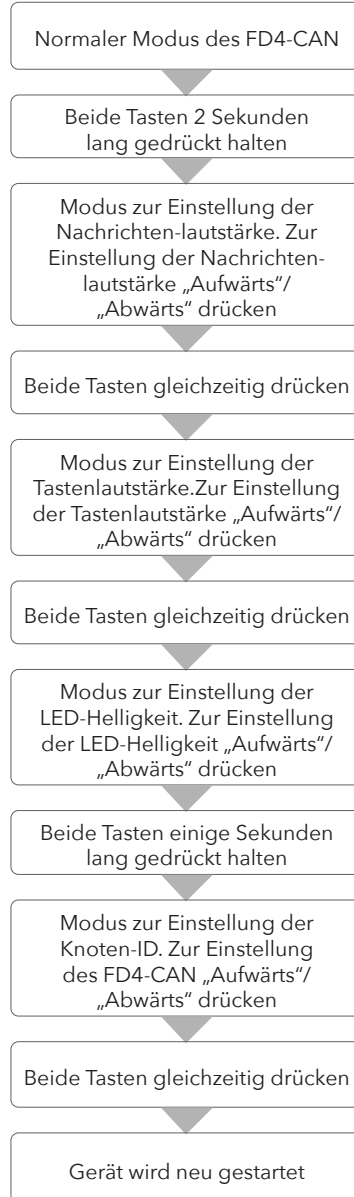 Normaler Modus des FD4-CAN
Beide Tasten 2 Sekunden
lang gedrückt halten
Modus zur Einstellung der
Nachrichten-lautstärke. Zur
Einstellung der Nachrichten-
lautstärke „Aufwärts“/
„Abwärts“ drücken
Beide Tasten gleichzeitig drücken
Modus zur Einstellung der
Tastenlautstärke.Zur Einstellung
der Tastenlautstärke „Aufwärts“/
„Abwärts“ drücken
Beide Tasten gleichzeitig drücken
Modus zur Einstellung der
LED-Helligkeit. Zur Einstellung
der LED-Helligkeit „Aufwärts“/
„Abwärts“ drücken
Beide Tasten einige Sekunden
lang gedrückt halten
Modus zur Einstellung der
Knoten-ID. Zur Einstellung
des FD4-CAN „Aufwärts“/
„Abwärts“ drücken
Beide Tasten gleichzeitig drücken
Gerät wird neu gestartet